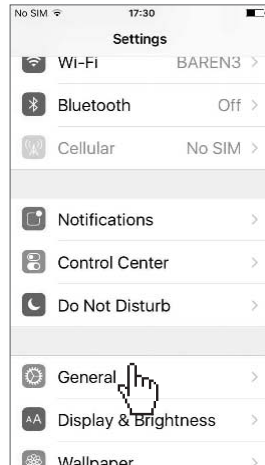 No SIM 17:30
Settings
Wi-Fi BAREN3
Bluetooth Off
Cellular No SIM
Notifications
Control Center
Do Not Disturb
General
AA Display & Brightness
Wallpaper